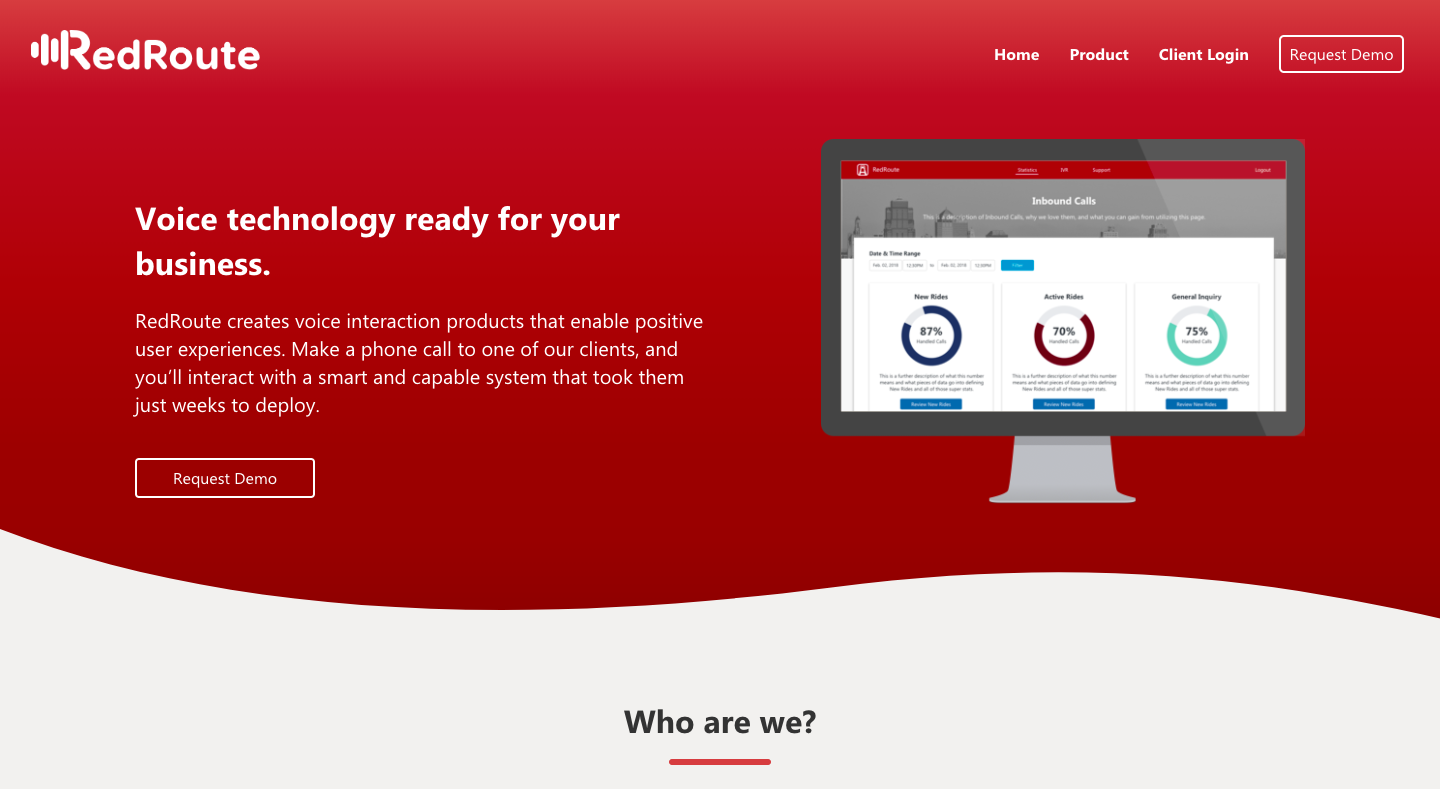 RedRoute
Home
Product
Client Login
Request Demo
Voice technology ready for your
business.
RedRoute creates voice interaction products that enable positive
user experiences. Make a phone call to one of our clients, and
you’ll interact with a smart and capable system that took them
just weeks to deploy.
Request Demo
RedRoute
Statistics
IVR
Support
Logout
Inbound Calls
This is a description of Inbound Calls, why we love them, and what you can gain from utilizing this page.
Date & Time Range
Feb. 02, 2018
12:30PM
to
Feb. 02, 2018
12:30PM
Filter
New Rides
87%
Handled Calls
This is a further description of what this number
means and what pieces of data go into defining
New Rides and all of those super stats.
Review New Rides
Active Rides
70%
Handled Calls
This is a further description of what this number
means and what pieces of data go into defining
New Rides and all of those super stats.
Review New Rides
General Inquiry
75%
Handled Calls
This is a further description of what this number
means and what pieces of data go into defining
New Rides and all of those super stats.
Review New Rides
Who are we?